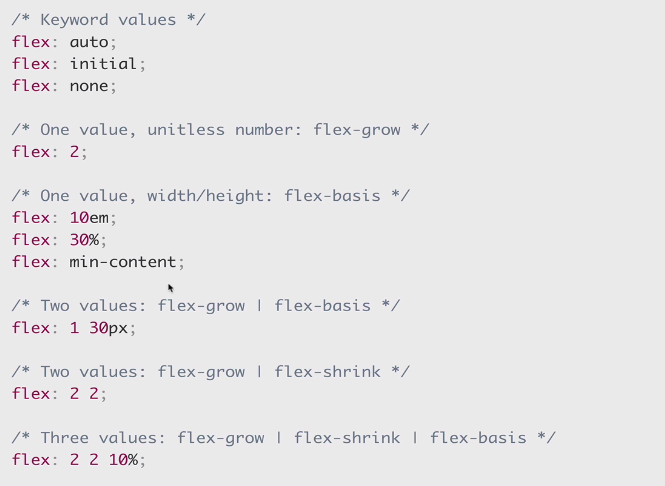 /* Keyword values */
flex: auto;
flex: initial;
flex: none;
/* One value, unitless number: flex-grow */
flex: 2;
/* One value, width/height: flex-basis */
flex: 10em;
flex: 30%;
flex: min-content;
/* Two values: flex-grow | flex-basis */
flex: 1 30px;
/* Two values: flex-grow | flex-shrink */
flex: 2 2;
/* Three values: flex-grow | flex-shrink | flex-basis */
flex: 2 2 10%;